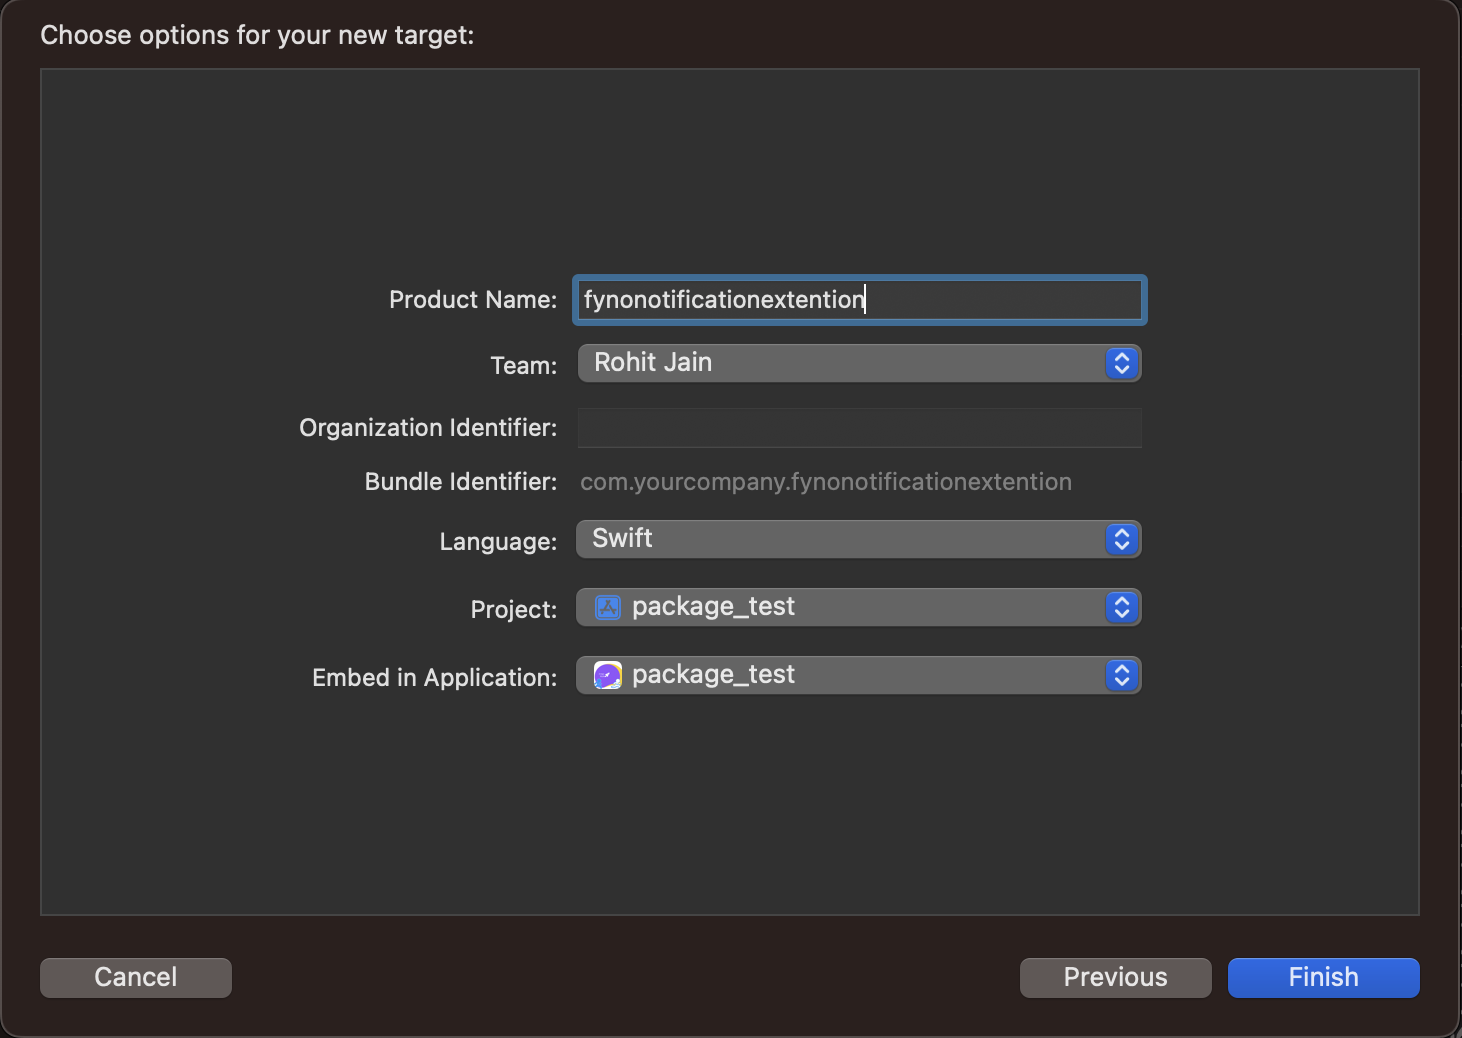 Choose options for your new target:
Product Name: fynonotificationextention
Team: Rohit Jain
Organization Identifier:
Bundle Identifier: com.yourcompany.fynonotificationextention
Language: Swift
Project: package_test
Embed in Application: package_test
Cancel Previous Finish